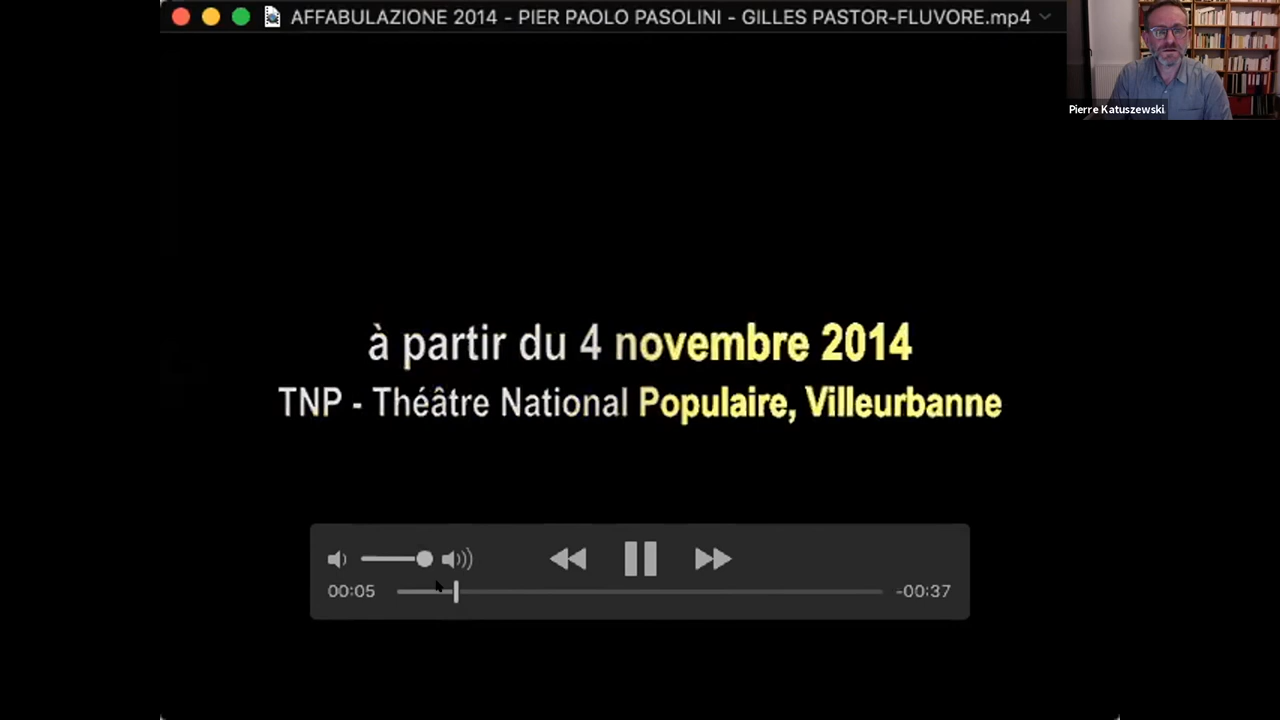 AFFABULAZIONE 2014 - PIER PAOLO PASOLINI - GILLES PASTOR-FLUVORE.mp4
Pierre Katuszewski
à partir du 4 novembre 2014
TNP - Théâtre National Populaire, Villeurbanne
00:05
-00:37